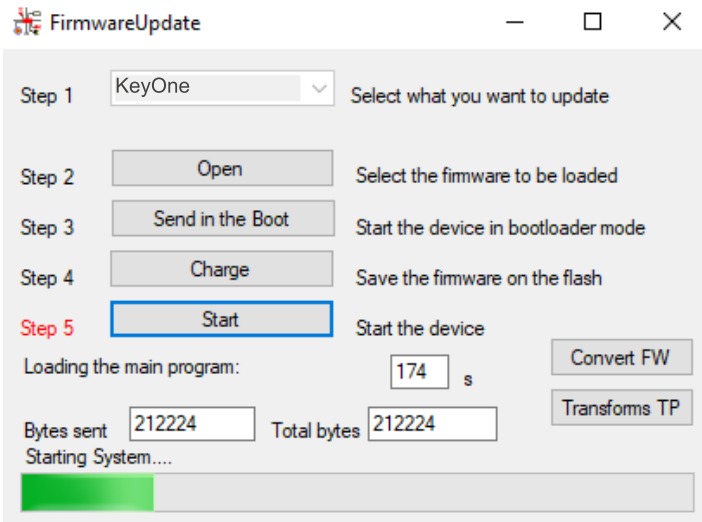 FirmwareUpdate
Step 1 KeyOne Select what you want to update
Step 2 Open Select the firmware to be loaded
Step 3 Send in the Boot Start the device in bootloader mode
Step 4 Charge Save the firmware on the flash
Step 5 Start Start the device
Loading the main program: 174 s Convert FW
Transforms TP
Bytes sent 212224 Total bytes 212224
Starting System....